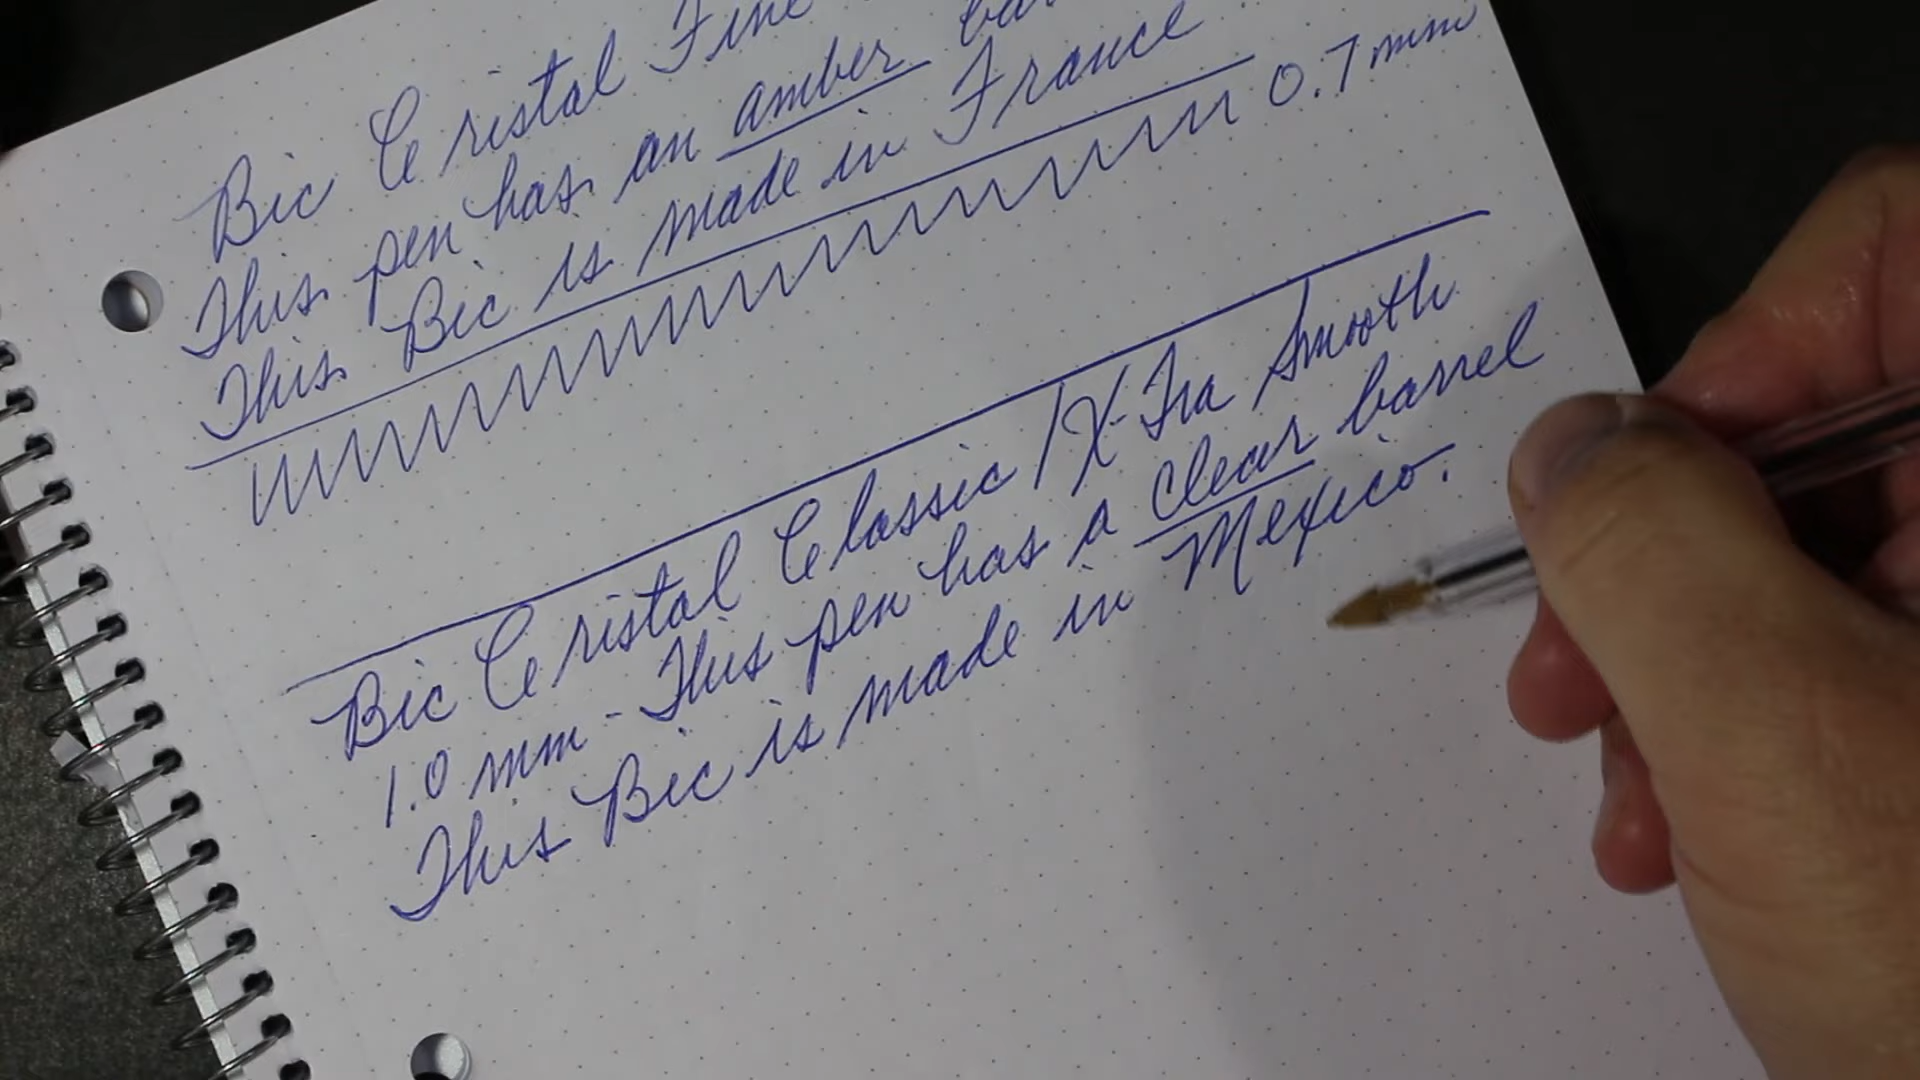 Bic Cristal Fine
This pen has an amber
This Bic is made in France
0.7 mm
Bic Cristal Classic / X-Tra Smooth
1.0 mm - This pen has a clear barrel
This Bic is made in Mexico.